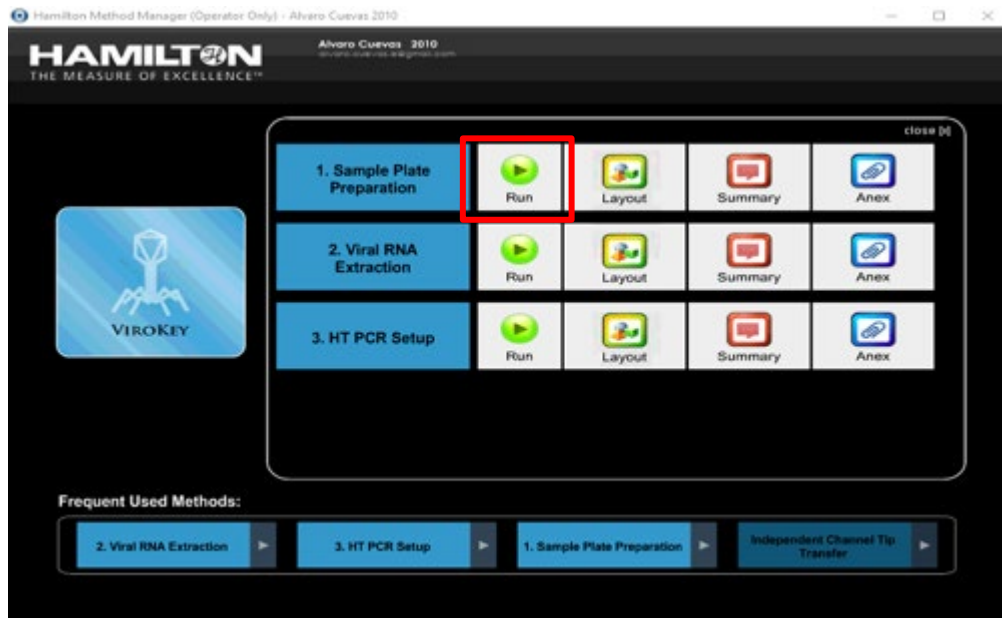 Hamilton Method Manager (Operator Only) - Alvaro Cuevas 2010
HAMILTON
THE MEASURE OF EXCELLENCE™
Alvaro Cuevas 2010
close [x]
1. Sample Plate
Preparation
Run
Layout
Summary
Anex
2. Viral RNA
Extraction
Run
Layout
Summary
Anex
3. HT PCR Setup
Run
Layout
Summary
Anex
VIROKEY
Frequent Used Methods:
2. Viral RNA Extraction
3. HT PCR Setup
1. Sample Plate Preparation
Independent Channel Tip
Transfer